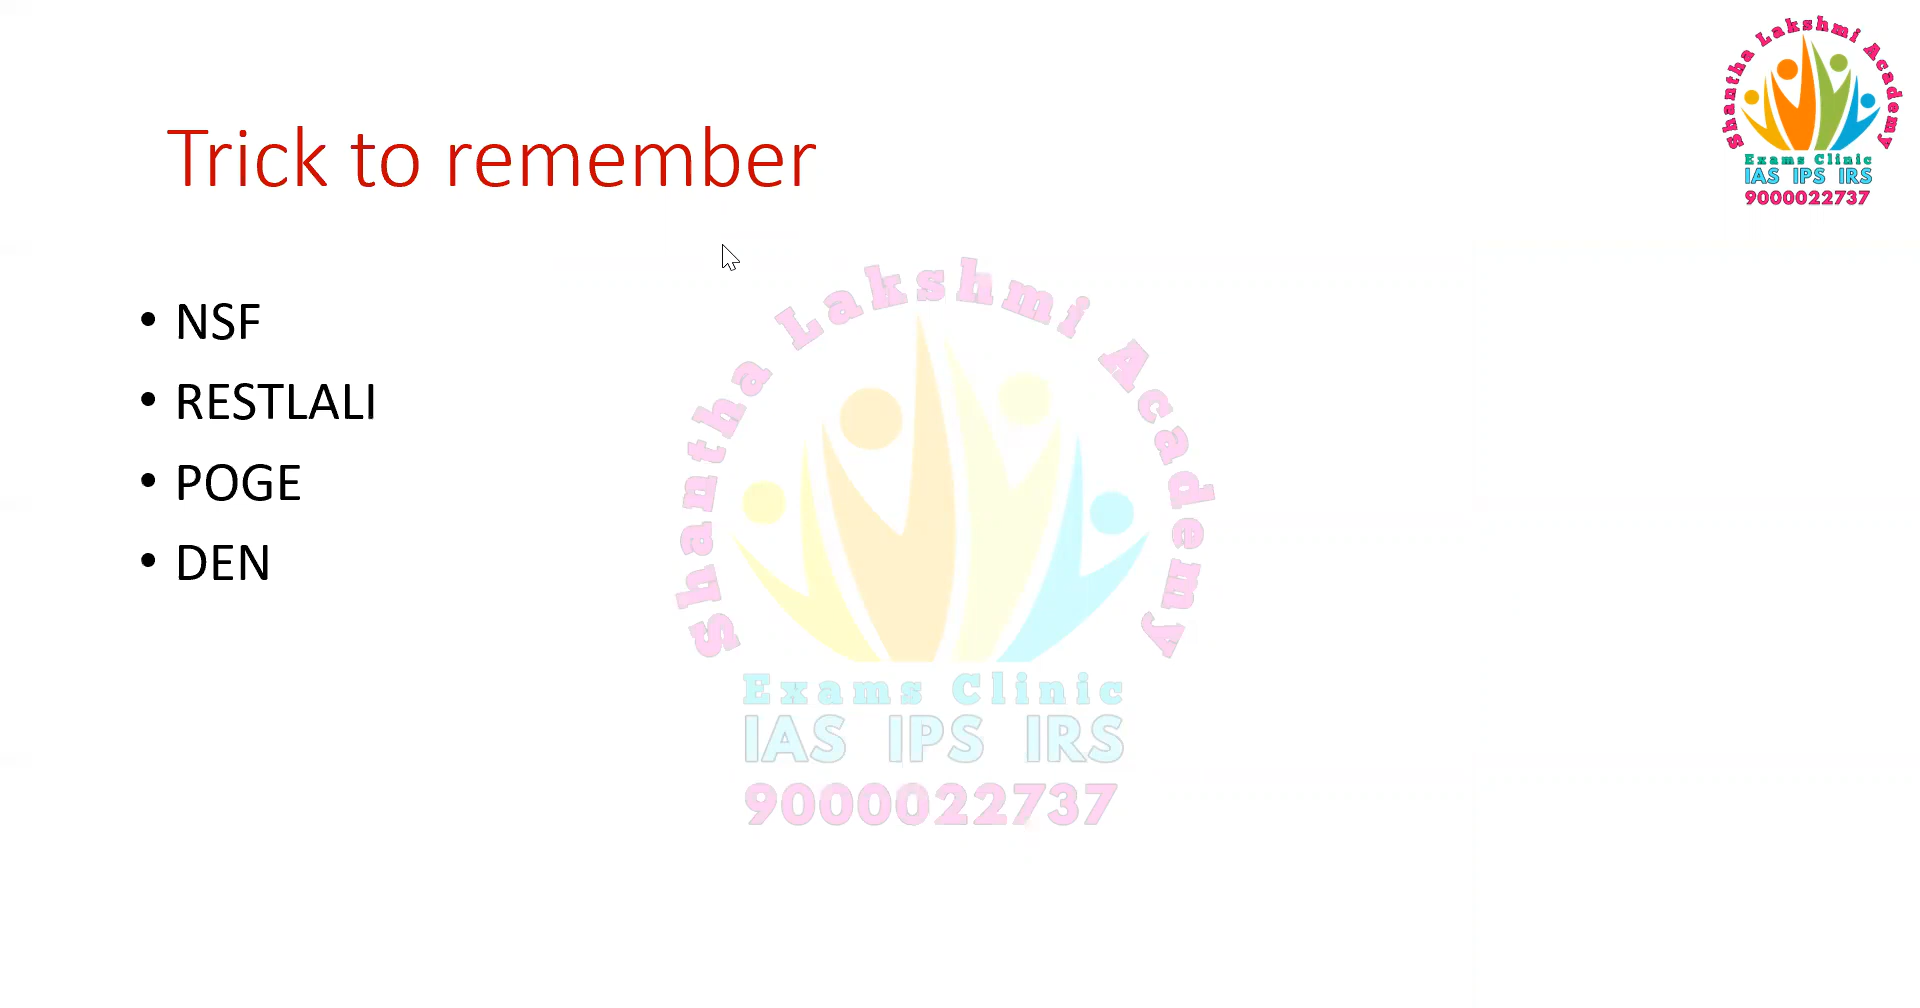 Shantha Lakshmi Academy
Exams Clinic
IAS IPS IRS
9000022737
Trick to remember
• NSF
• RESTLALI
• POGE
• DEN
Shantha Lakshmi Academy
Exams Clinic
IAS IPS IRS
9000022737